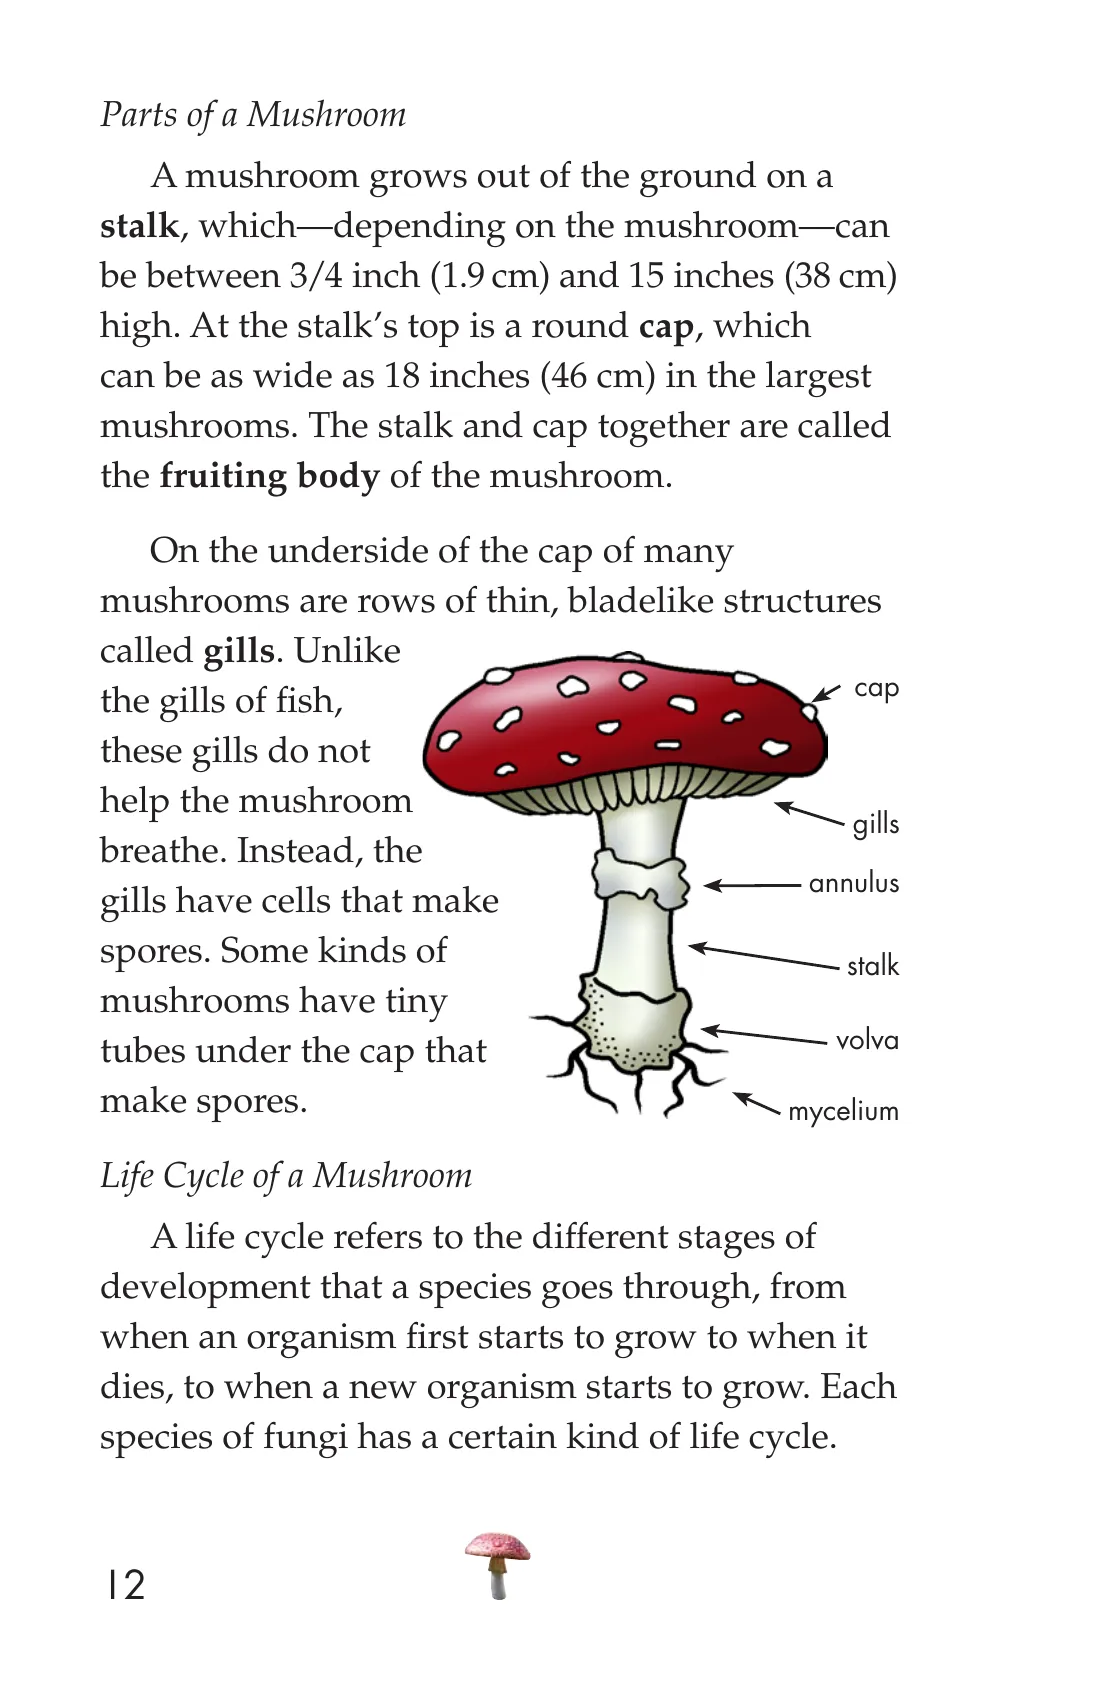 Parts of a Mushroom
A mushroom grows out of the ground on a
stalk, which—depending on the mushroom—can
be between 3/4 inch (1.9 cm) and 15 inches (38 cm)
high. At the stalk’s top is a round cap, which
can be as wide as 18 inches (46 cm) in the largest
mushrooms. The stalk and cap together are called
the fruiting body of the mushroom.
On the underside of the cap of many
mushrooms are rows of thin, bladelike structures
called gills. Unlike
the gills of fish,
these gills do not
help the mushroom
breathe. Instead, the
gills have cells that make
spores. Some kinds of
mushrooms have tiny
tubes under the cap that
make spores.
cap
gills
annulus
stalk
volva
mycelium
Life Cycle of a Mushroom
A life cycle refers to the different stages of
development that a species goes through, from
when an organism first starts to grow to when it
dies, to when a new organism starts to grow. Each
species of fungi has a certain kind of life cycle.
12